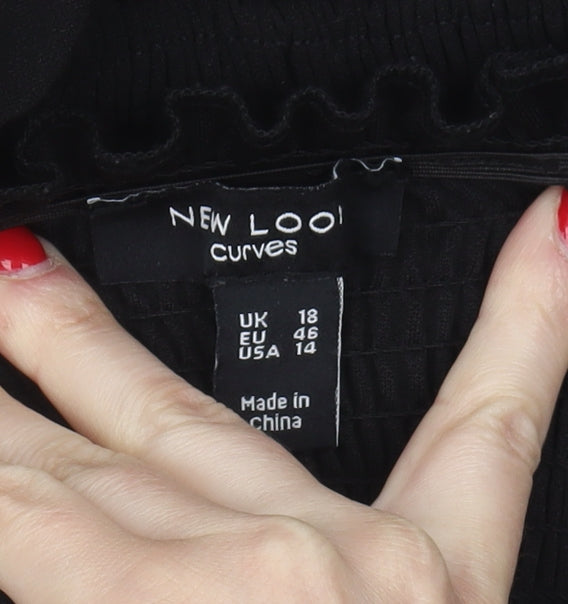 NEW LOO
curves
UK 18
EU 46
USA 14
Made in
China